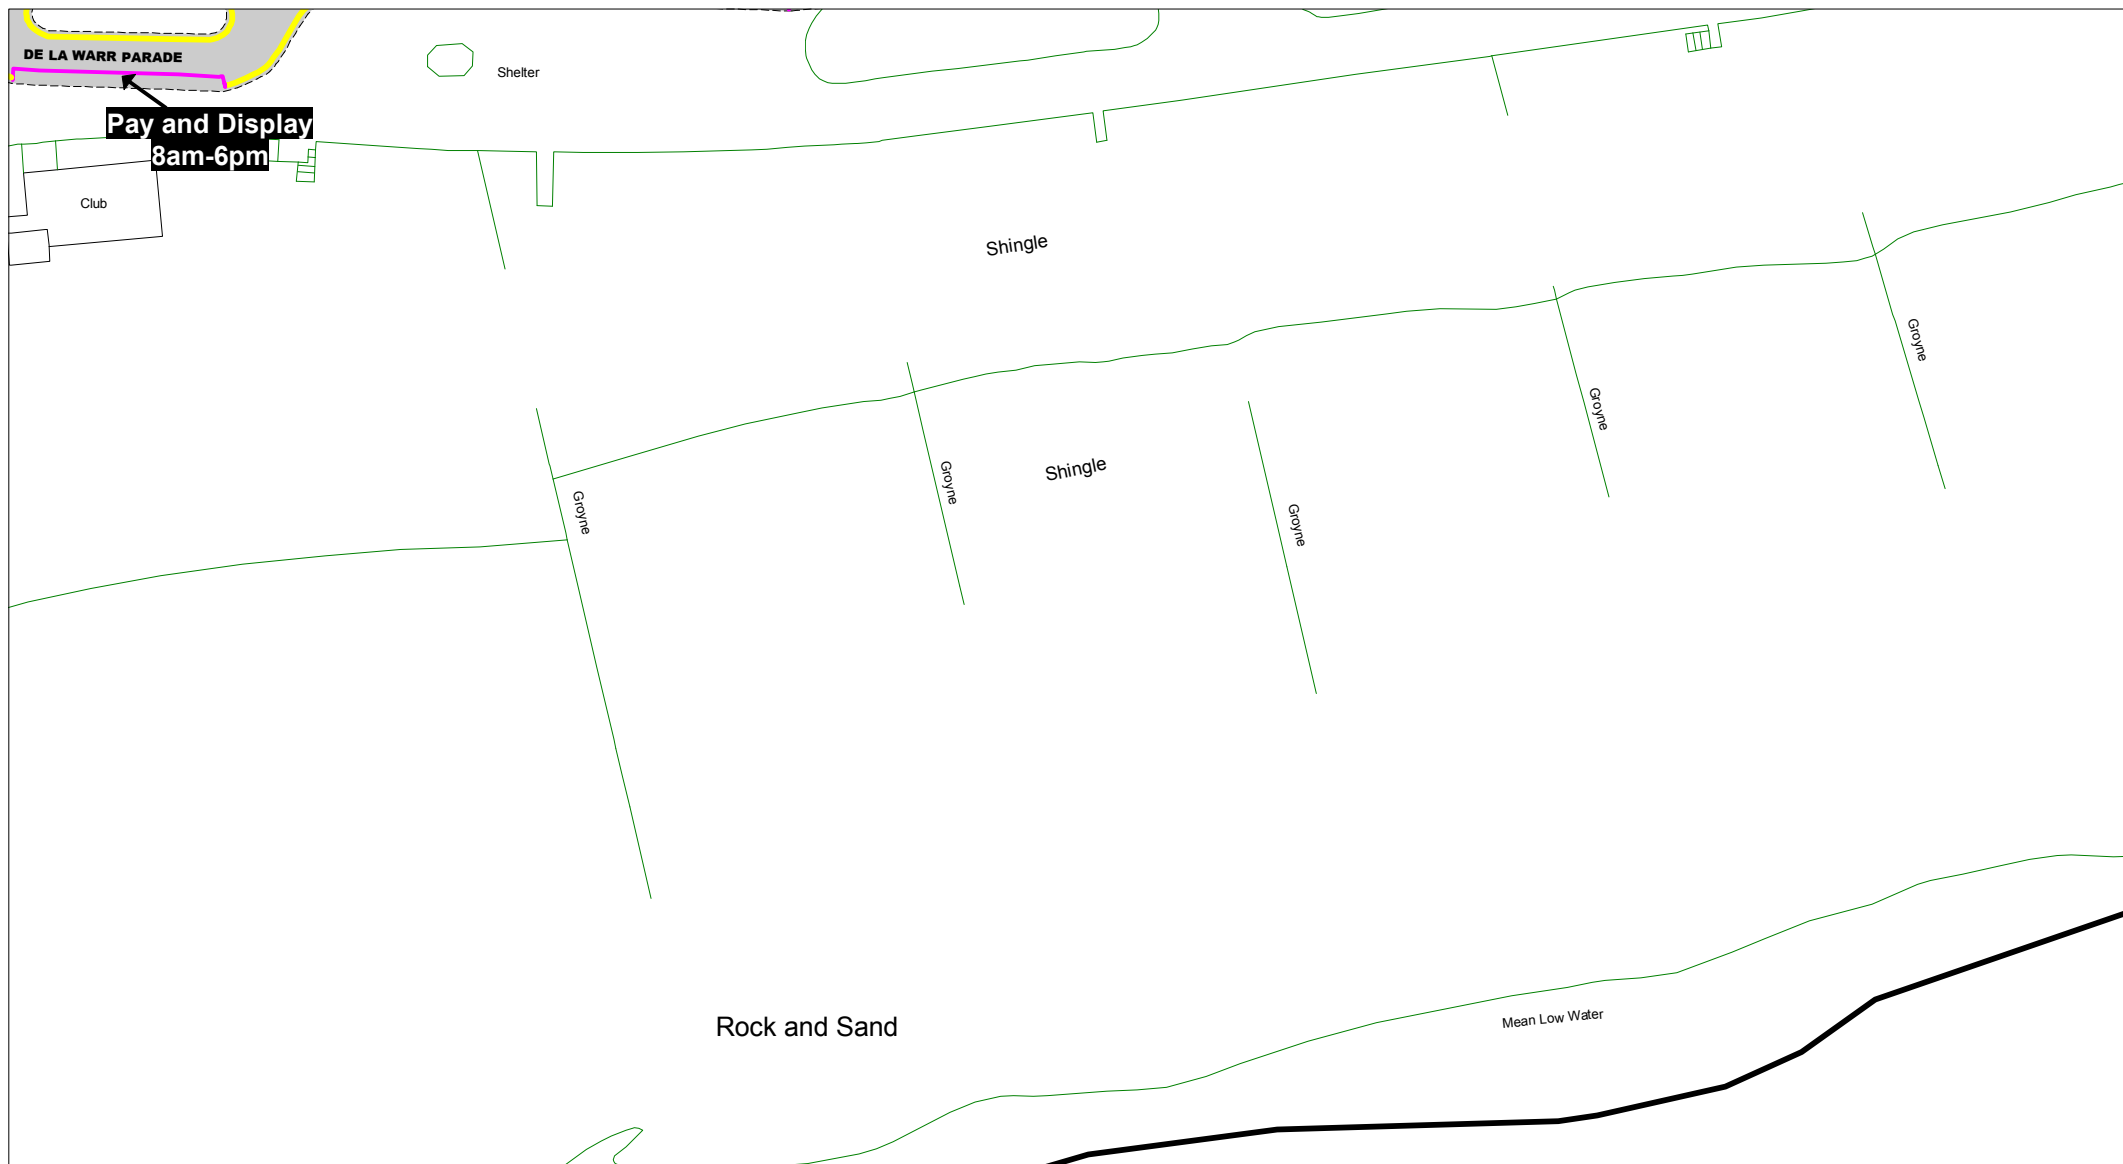 DE LA WARR PARADE
Shelter
Pay and Display
8am-6pm
Club
Shingle
Groyne
Groyne
Shingle
Groyne
Groyne
Groyne
Rock and Sand
Mean Low Water